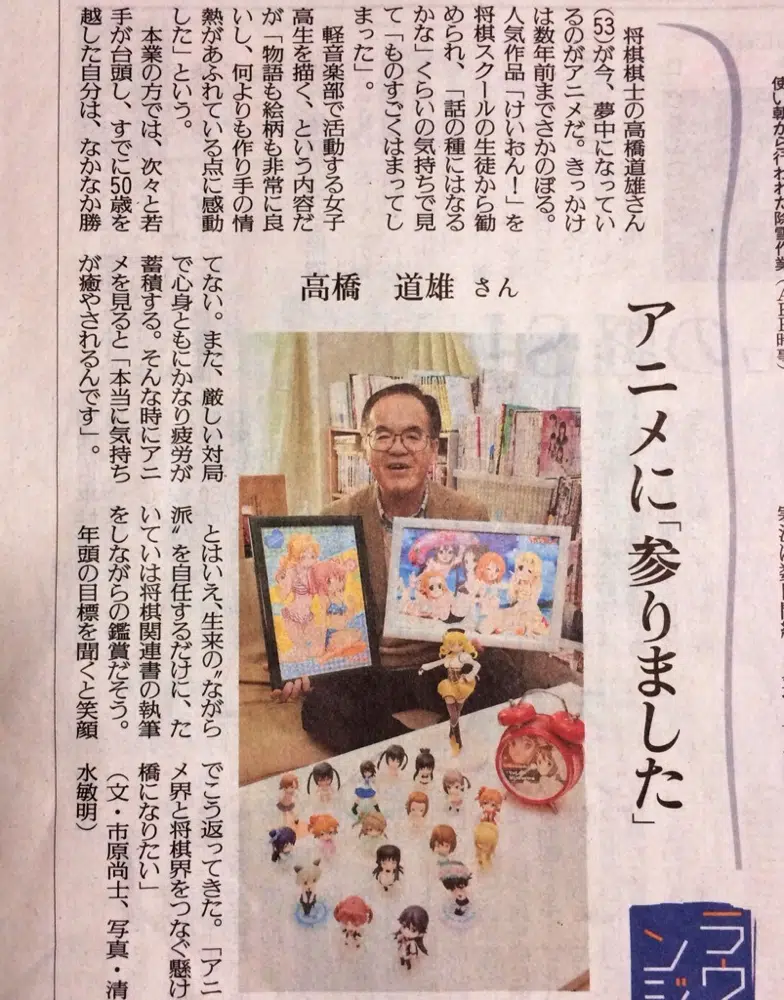 アニメに「参りました」
高橋　道雄 さん
　将棋棋士の高橋道雄さん
(53)が今、夢中になってい
るのがアニメだ。きっかけ
は数年前までさかのぼる。
人気作品「けいおん！」を
将棋スクールの生徒から勧
められ、「話の種にはなる
かな」くらいの気持ちで見
て「ものすごくはまってし
まった」。
　軽音楽部で活動する女子
高生を描く、という内容だ
が「物語も絵柄も非常に良
いし、何よりも作り手の情
熱があふれている点に感動
した」という。
　本業の方では、次々と若
手が台頭し、すでに50歳を
越した自分は、なかなか勝
てない。また、厳しい対局
で心身ともにかなり疲労が
蓄積する。そんな時にアニ
メを見ると「本当に気持ち
が癒やされるんです」。
　とはいえ、生来の〝ながら
派〟を自任するだけに、た
いていは将棋関連書の執筆
をしながらの鑑賞だそう。
　年頭の目標を聞くと笑顔
でこう返ってきた。「アニ
メ界と将棋界をつなぐ懸け
橋になりたい」
（文・市原尚士、写真・清
水敏明）
ラウ
ンジ